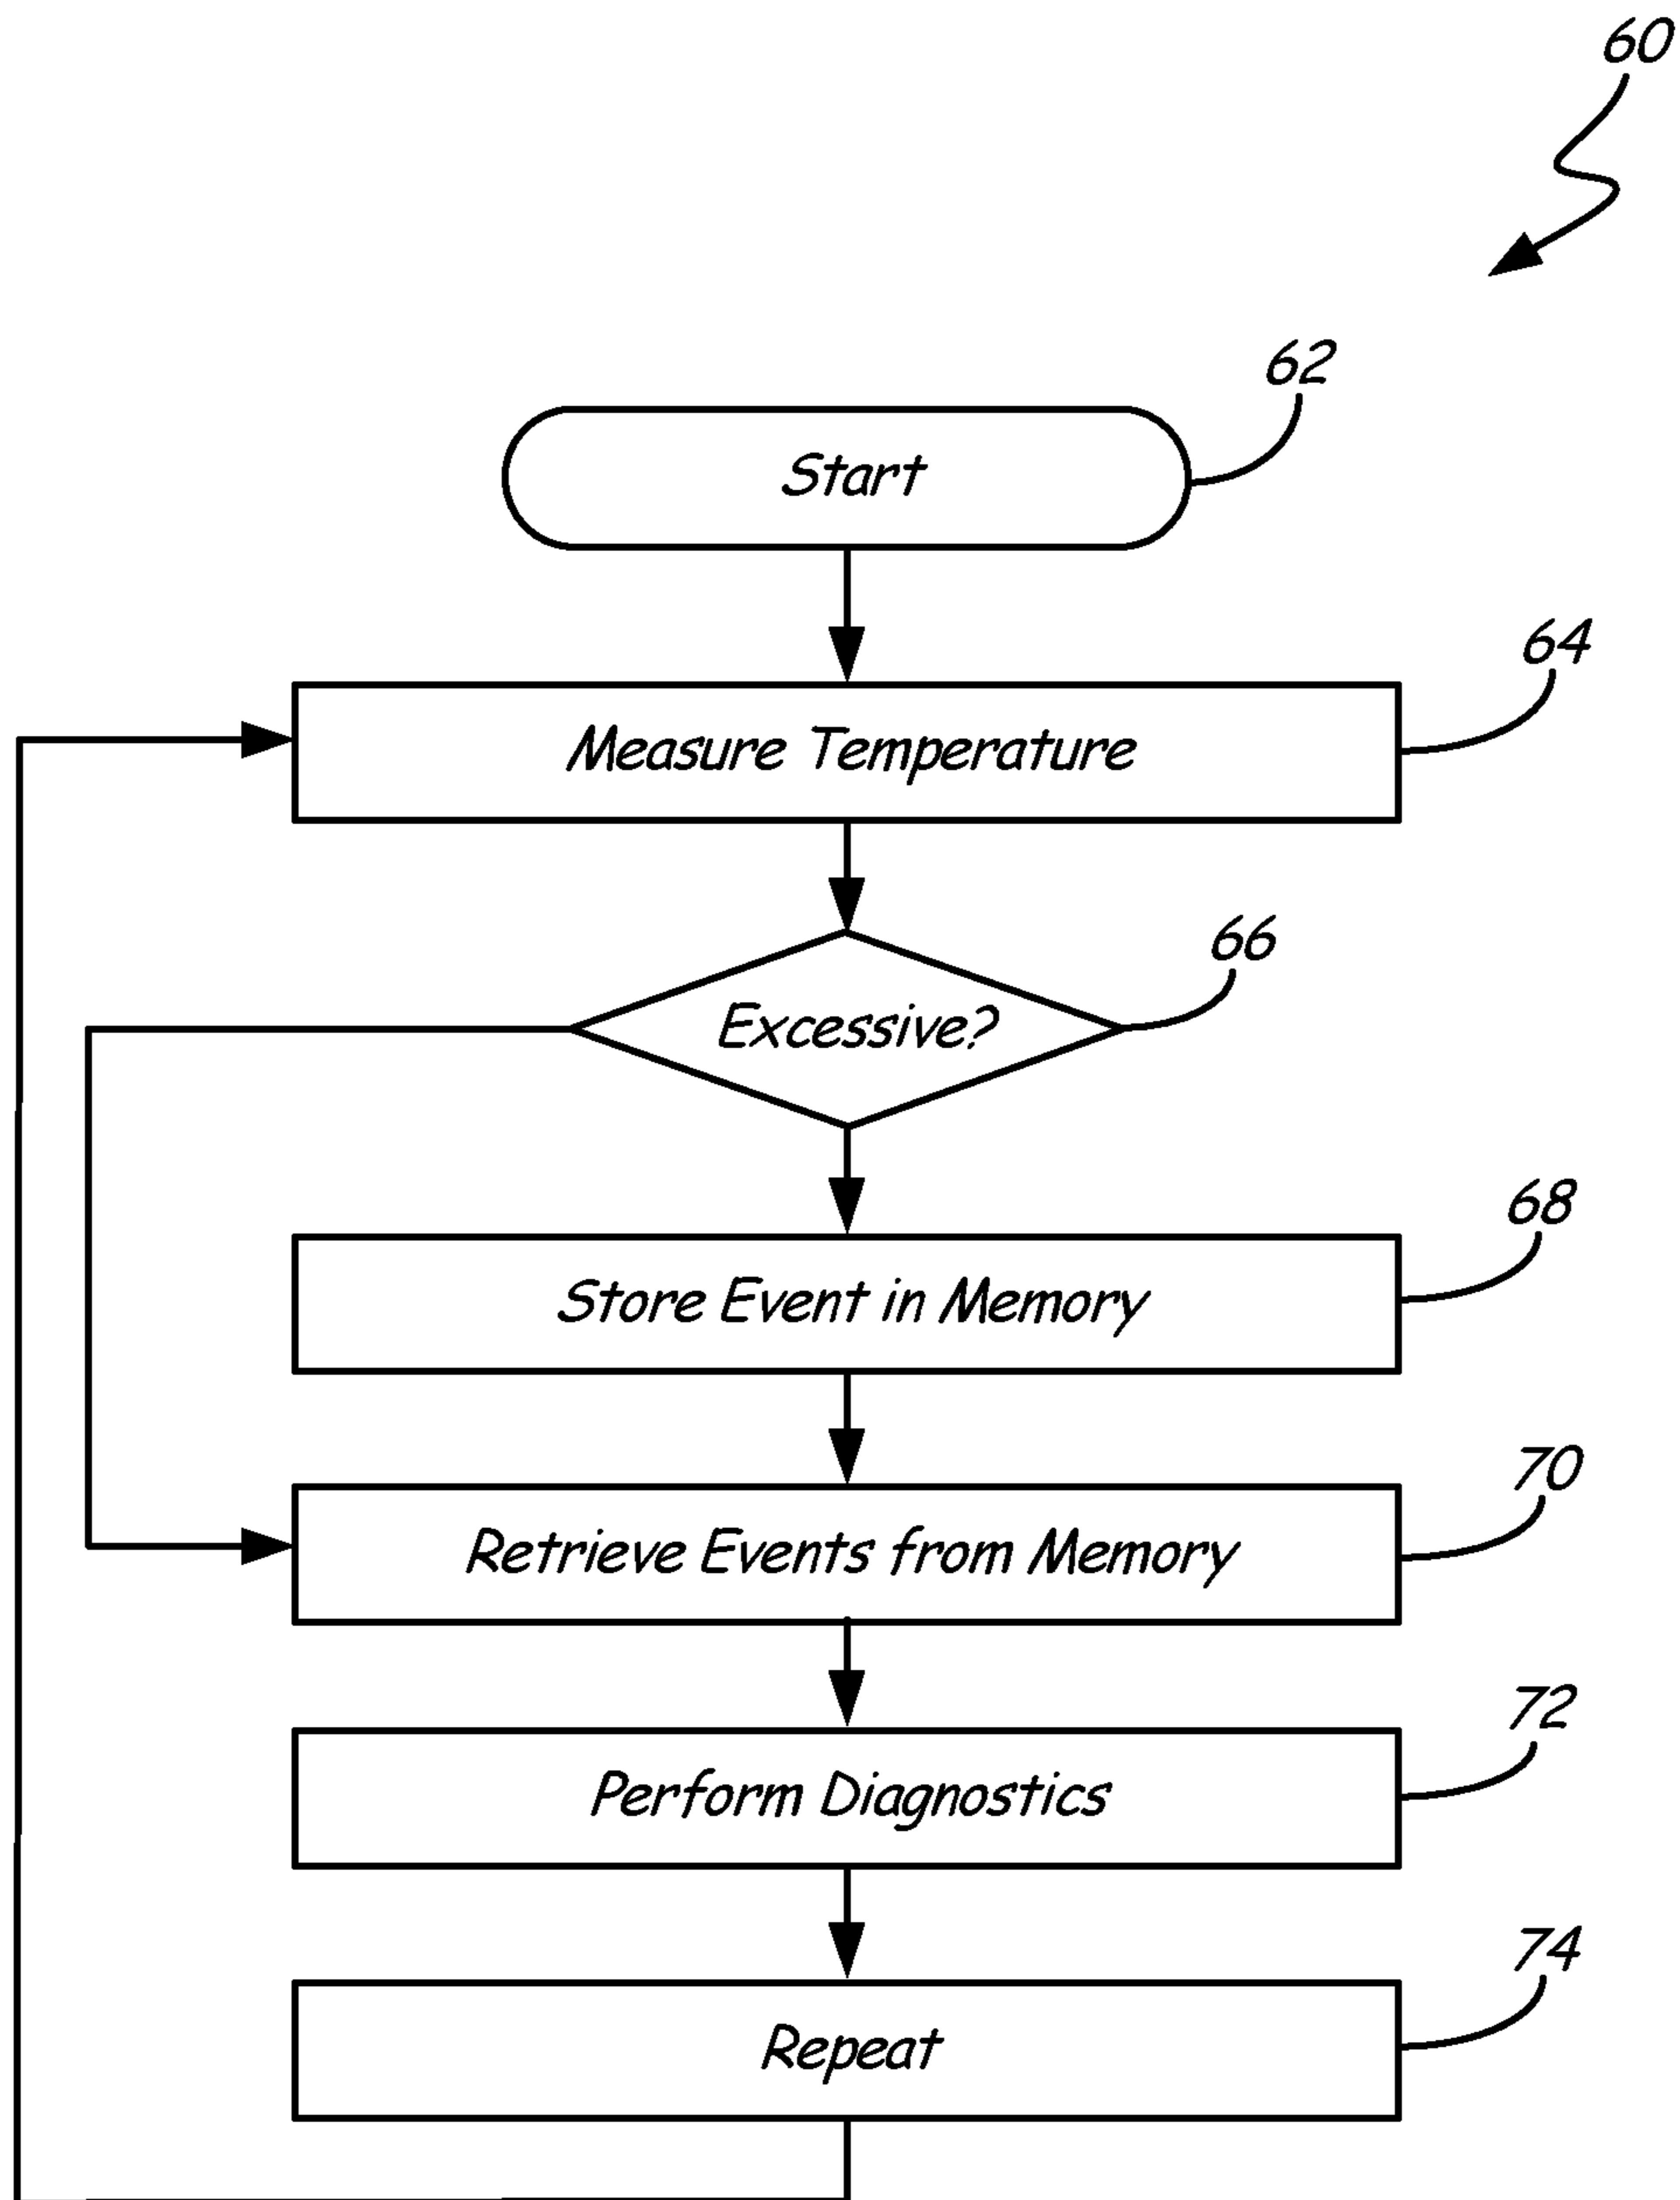 60
62
Start
64
Measure Temperature
66
Excessive?
68
Store Event in Memory
70
Retrieve Events from Memory
72
Perform Diagnostics
74
Repeat